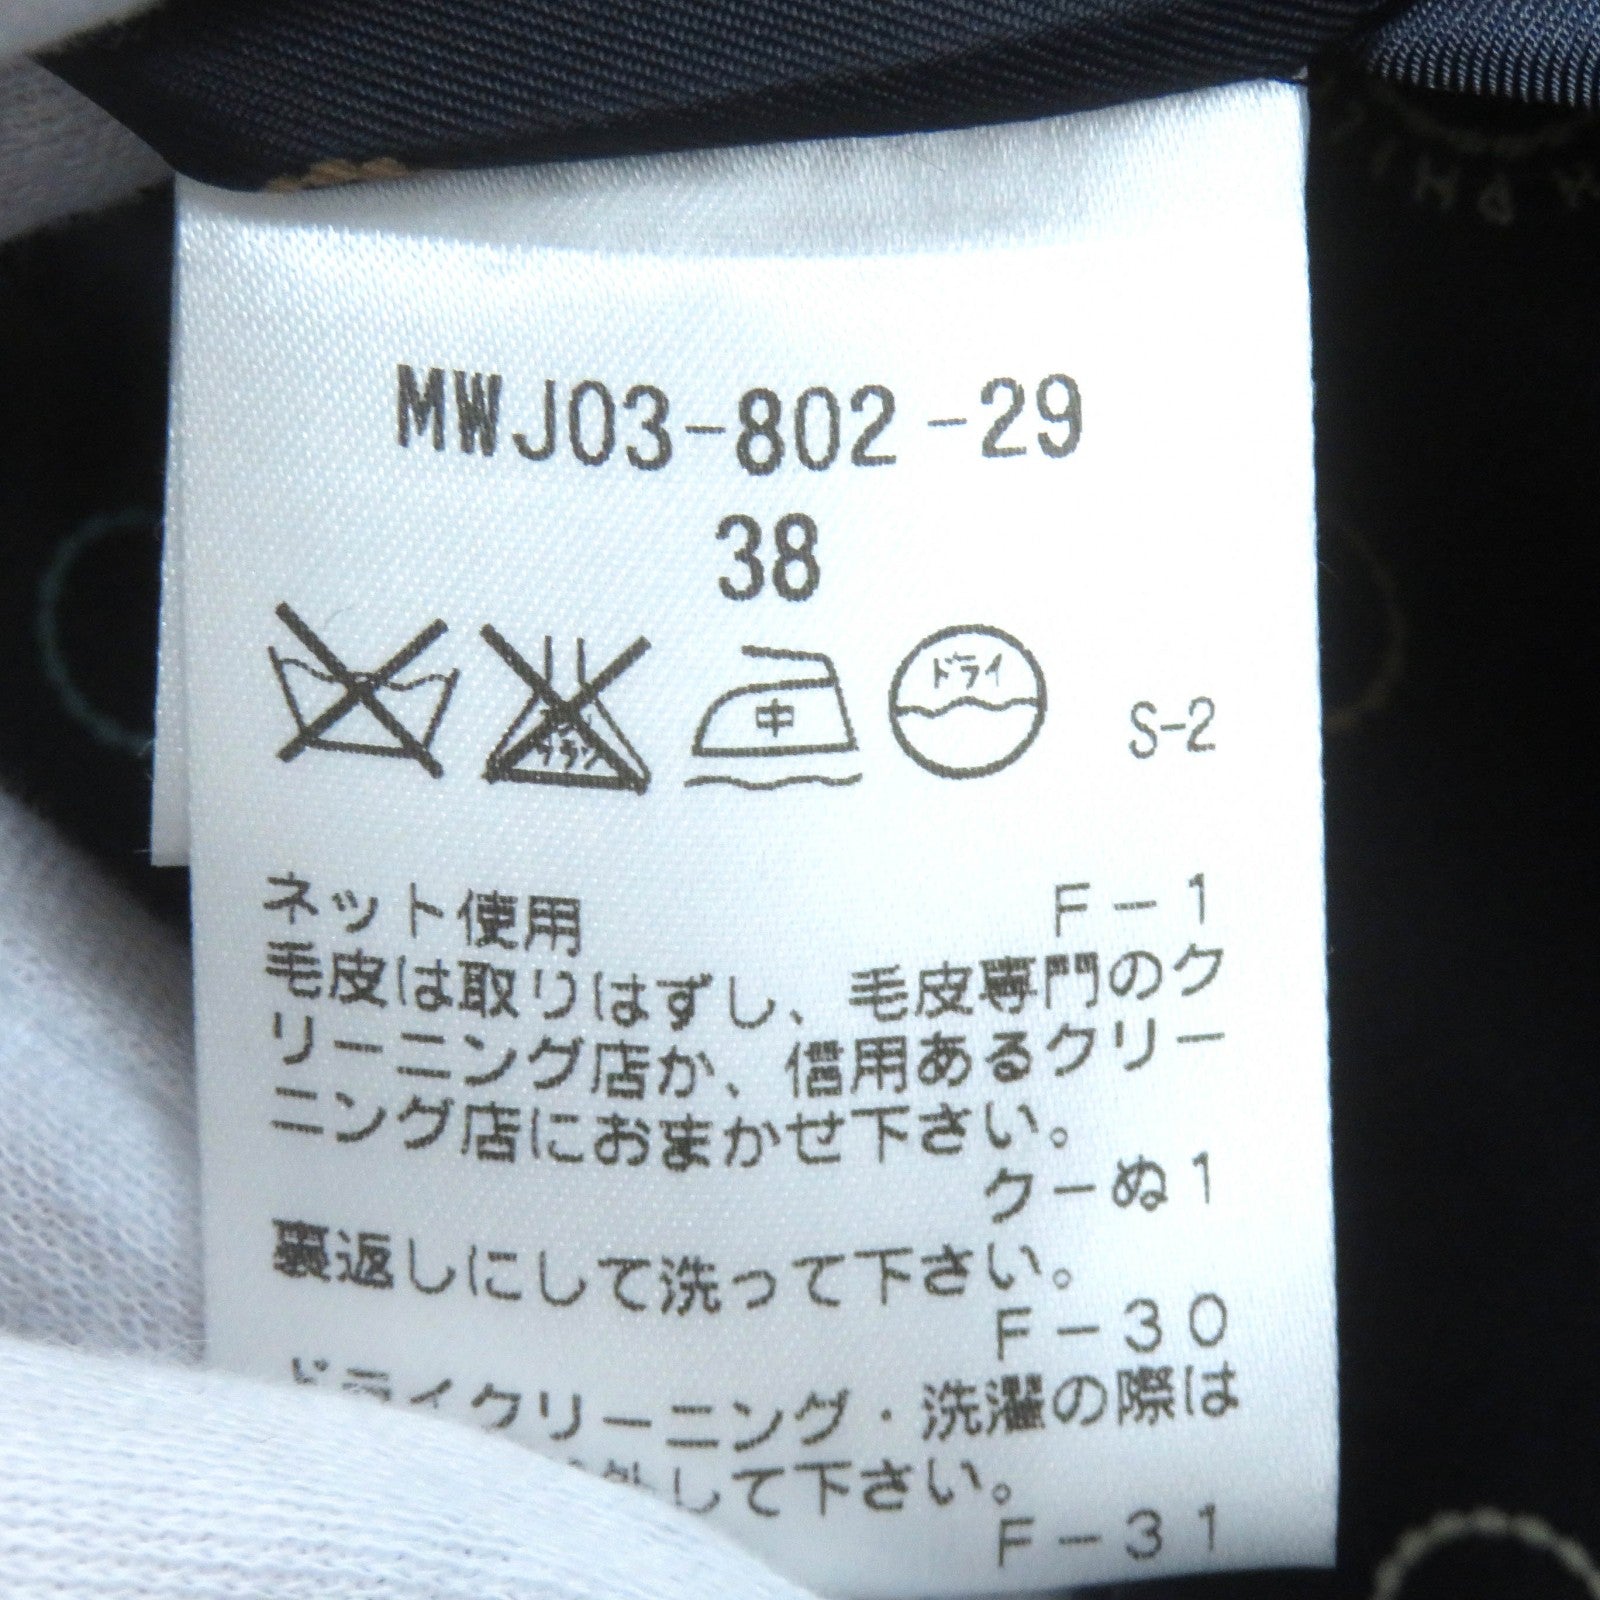 MWJ03-802-29
38
中
ドライ
S-2
ネット使用
F-1
毛皮は取りはずし、毛皮専門のク
リーニング店か、信用あるクリー
ニング店におまかせ下さい。
クーぬ1
裏返しにして洗って下さい。
F-30
ドライクリーニング・洗濯の際は
外して下さい。
F-31